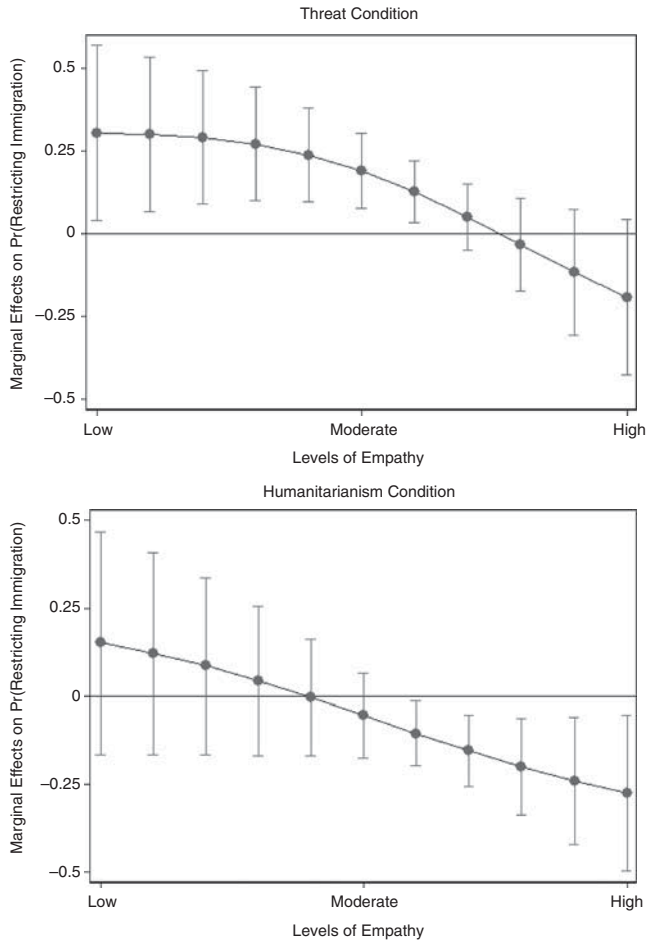 Threat Condition
Marginal Effects on Pr(Restricting Immigration)
0.5
0.25
0
−0.25
−0.5
Low Moderate High
Levels of Empathy
Humanitarianism Condition
Marginal Effects on Pr(Restricting Immigration)
0.5
0.25
0
−0.25
−0.5
Low Moderate High
Levels of Empathy